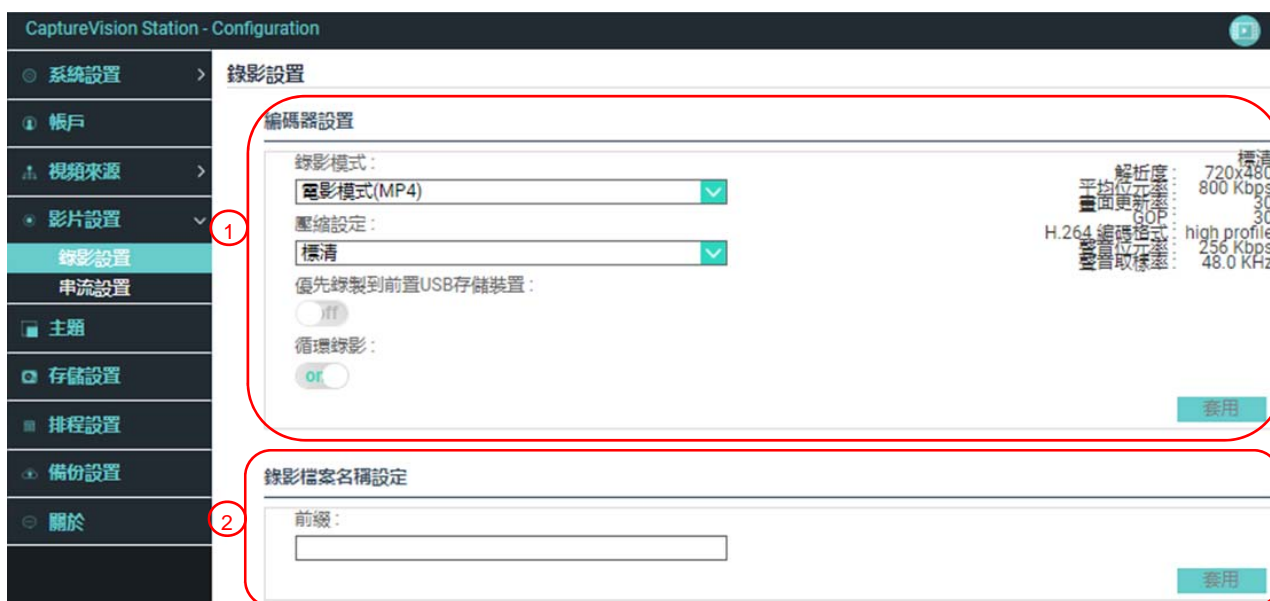 CaptureVision Station - Configuration
系統設置
帳戶
視頻來源
影片設置
錄影設置
串流設置
主題
存儲設置
排程設置
備份設置
關於
錄影設置
1
編碼器設置
錄影模式 :
電影模式(MP4)
壓縮設定 :
標清
優先錄製到前置USB存儲裝置 :
off
循環錄影 :
on
標清
解析度 : 720x480
平均位元率 : 800 Kbps
畫面更新率 : 30
GOP : 30
H.264 編碼格式 : high profile
聲音位元率 : 256 Kbps
聲音取樣率 : 48.0 KHz
套用
2
錄影檔案名稱設定
前綴 :
套用